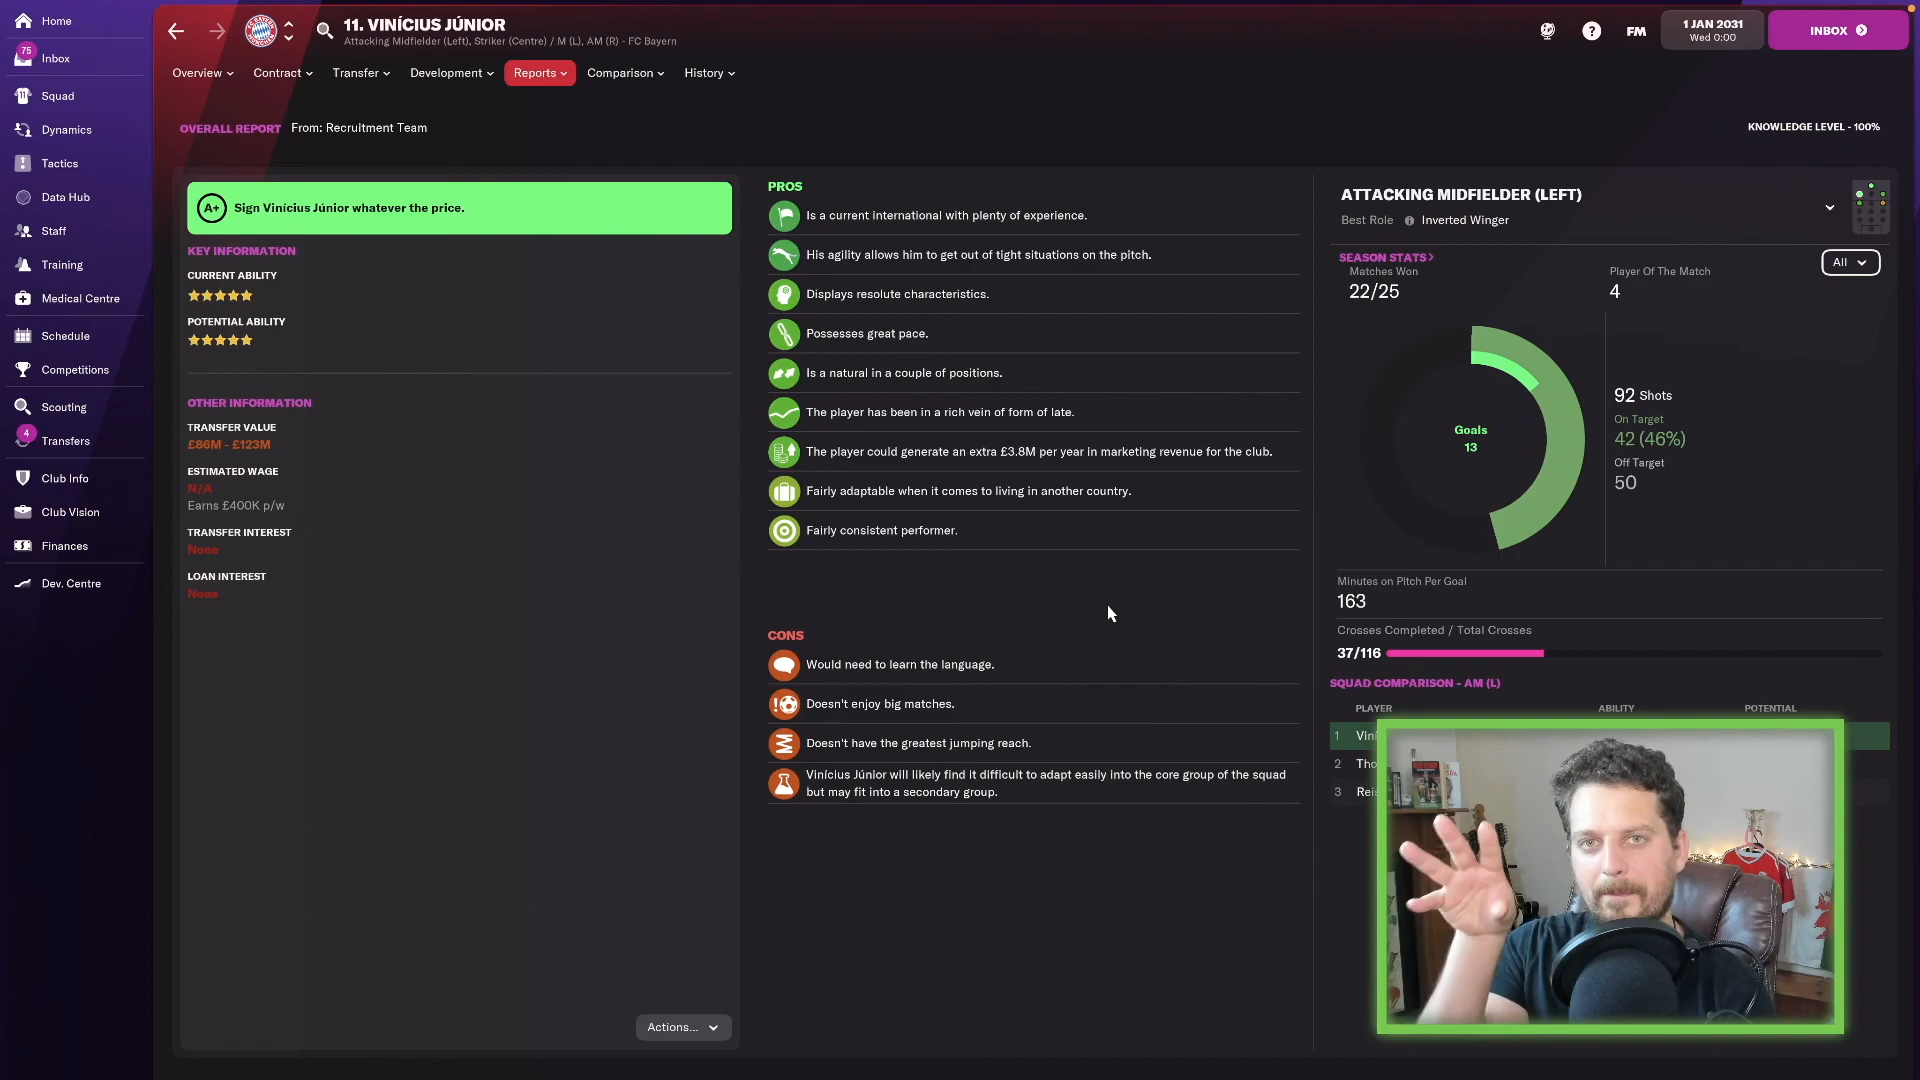 Home
75
Inbox
Squad
Dynamics
Tactics
Data Hub
Staff
Training
Medical Centre
Schedule
Competitions
Scouting
4
Transfers
Club Info
Club Vision
Finances
Dev. Centre
11. VINÍCIUS JÚNIOR
Attacking Midfielder (Left), Striker (Centre) / M (L), AM (R) - FC Bayern
FM
1 JAN 2031
Wed 0:00
INBOX
Overview
Contract
Transfer
Development
Reports
Comparison
History
OVERALL REPORT From: Recruitment Team
KNOWLEDGE LEVEL - 100%
A+ Sign Vinícius Júnior whatever the price.
KEY INFORMATION
CURRENT ABILITY
POTENTIAL ABILITY
OTHER INFORMATION
TRANSFER VALUE
£86M - £123M
ESTIMATED WAGE
N/A
Earns £400K p/w
TRANSFER INTEREST
None
LOAN INTEREST
None
Actions...
PROS
Is a current international with plenty of experience.
His agility allows him to get out of tight situations on the pitch.
Displays resolute characteristics.
Possesses great pace.
Is a natural in a couple of positions.
The player has been in a rich vein of form of late.
The player could generate an extra £3.8M per year in marketing revenue for the club.
Fairly adaptable when it comes to living in another country.
Fairly consistent performer.
CONS
Would need to learn the language.
Doesn't enjoy big matches.
Doesn't have the greatest jumping reach.
Vinícius Júnior will likely find it difficult to adapt easily into the core group of the squad
but may fit into a secondary group.
ATTACKING MIDFIELDER (LEFT)
Best Role Inverted Winger
SEASON STATS>
All
Matches Won
22/25
Player Of The Match
4
Goals
13
92 Shots
On Target
42 (46%)
Off Target
50
Minutes on Pitch Per Goal
163
Crosses Completed / Total Crosses
37/116
SQUAD COMPARISON - AM (L)
PLAYER ABILITY POTENTIAL
1 Vini
2 Tho
3 Reis